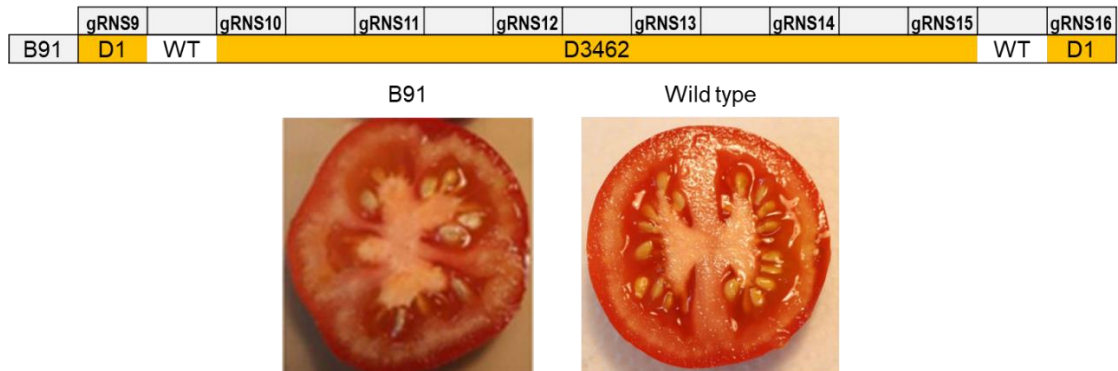 gRNS9 gRNS10 gRNS11 gRNS12 gRNS13 gRNS14 gRNS15 gRNS16
B91 D1 WT D3462 WT D1
B91 Wild type